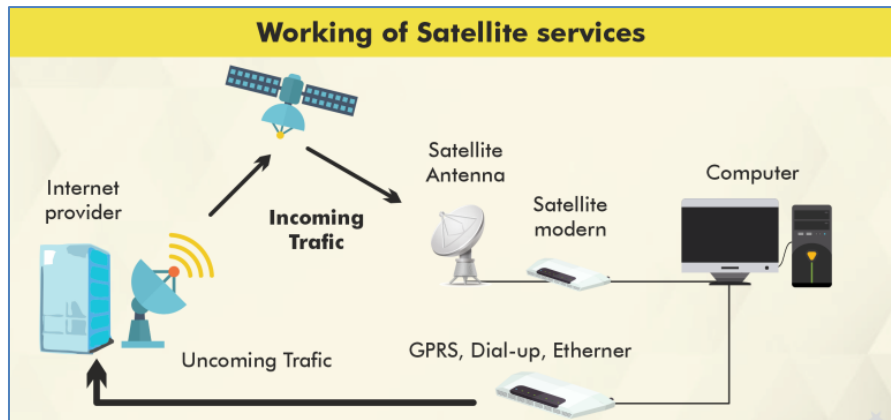 Working of Satellite services
Internet
provider
Incoming
Trafic
Satellite
Antenna
Satellite
modern
Computer
Uncoming Trafic
GPRS, Dial-up, Etherner